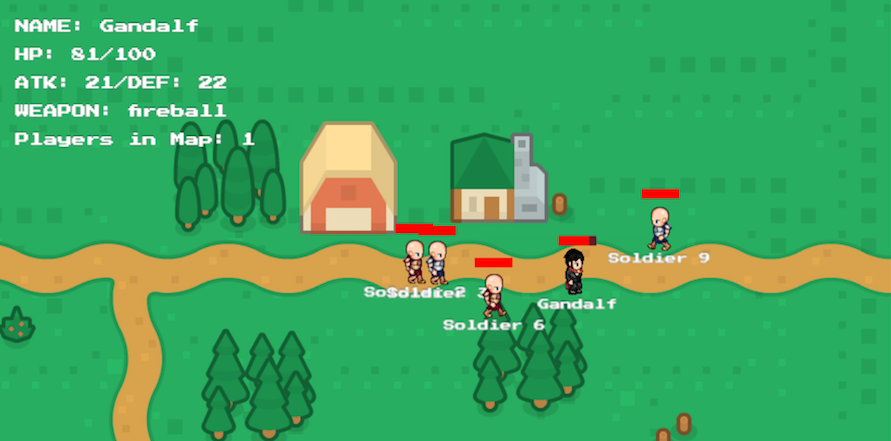 NAME: Gandalf
HP: 81/100
ATK: 21/DEF: 22
WEAPON: fireball
Players in Map: 1
Soldier 9
Soldier
Gandalf
Soldier 6